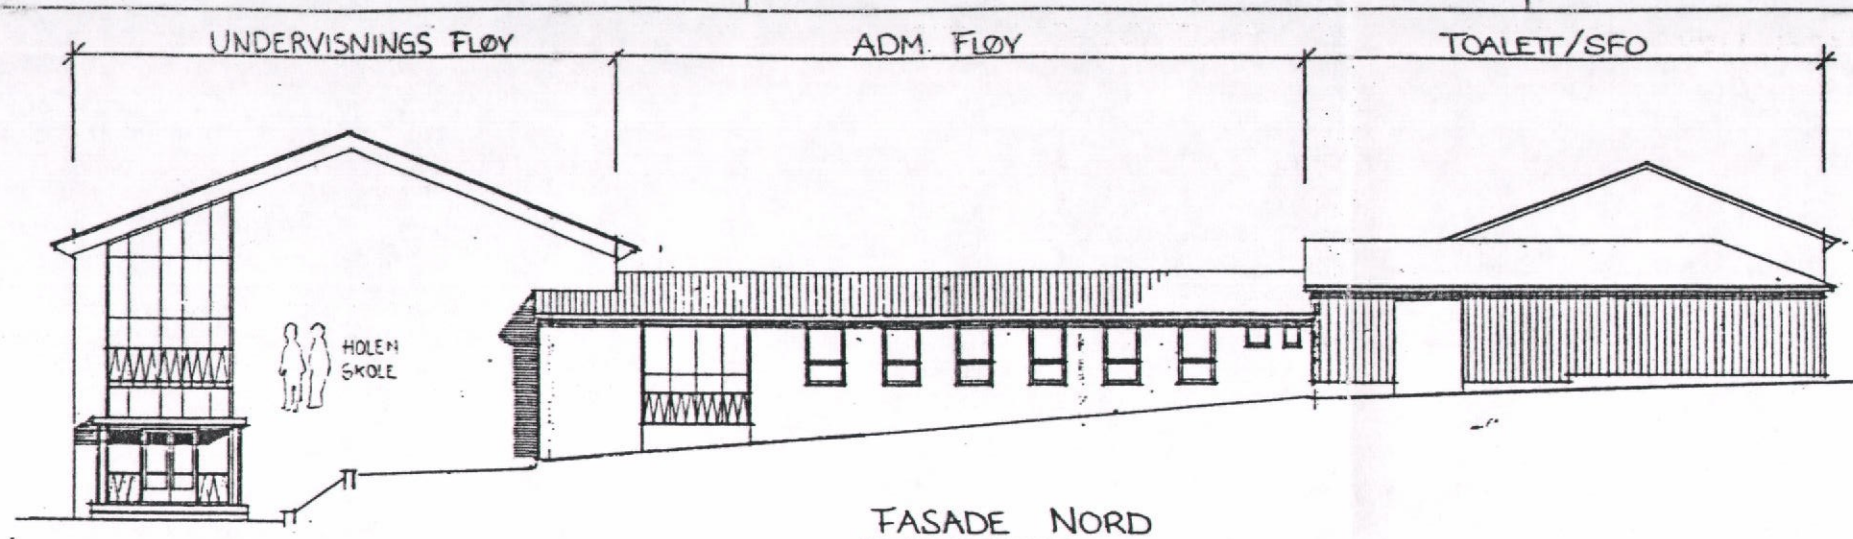 UNDERVISNINGS FLØY
ADM. FLØY
TOALETT/SFO
HOLEN
SKOLE
FASADE NORD